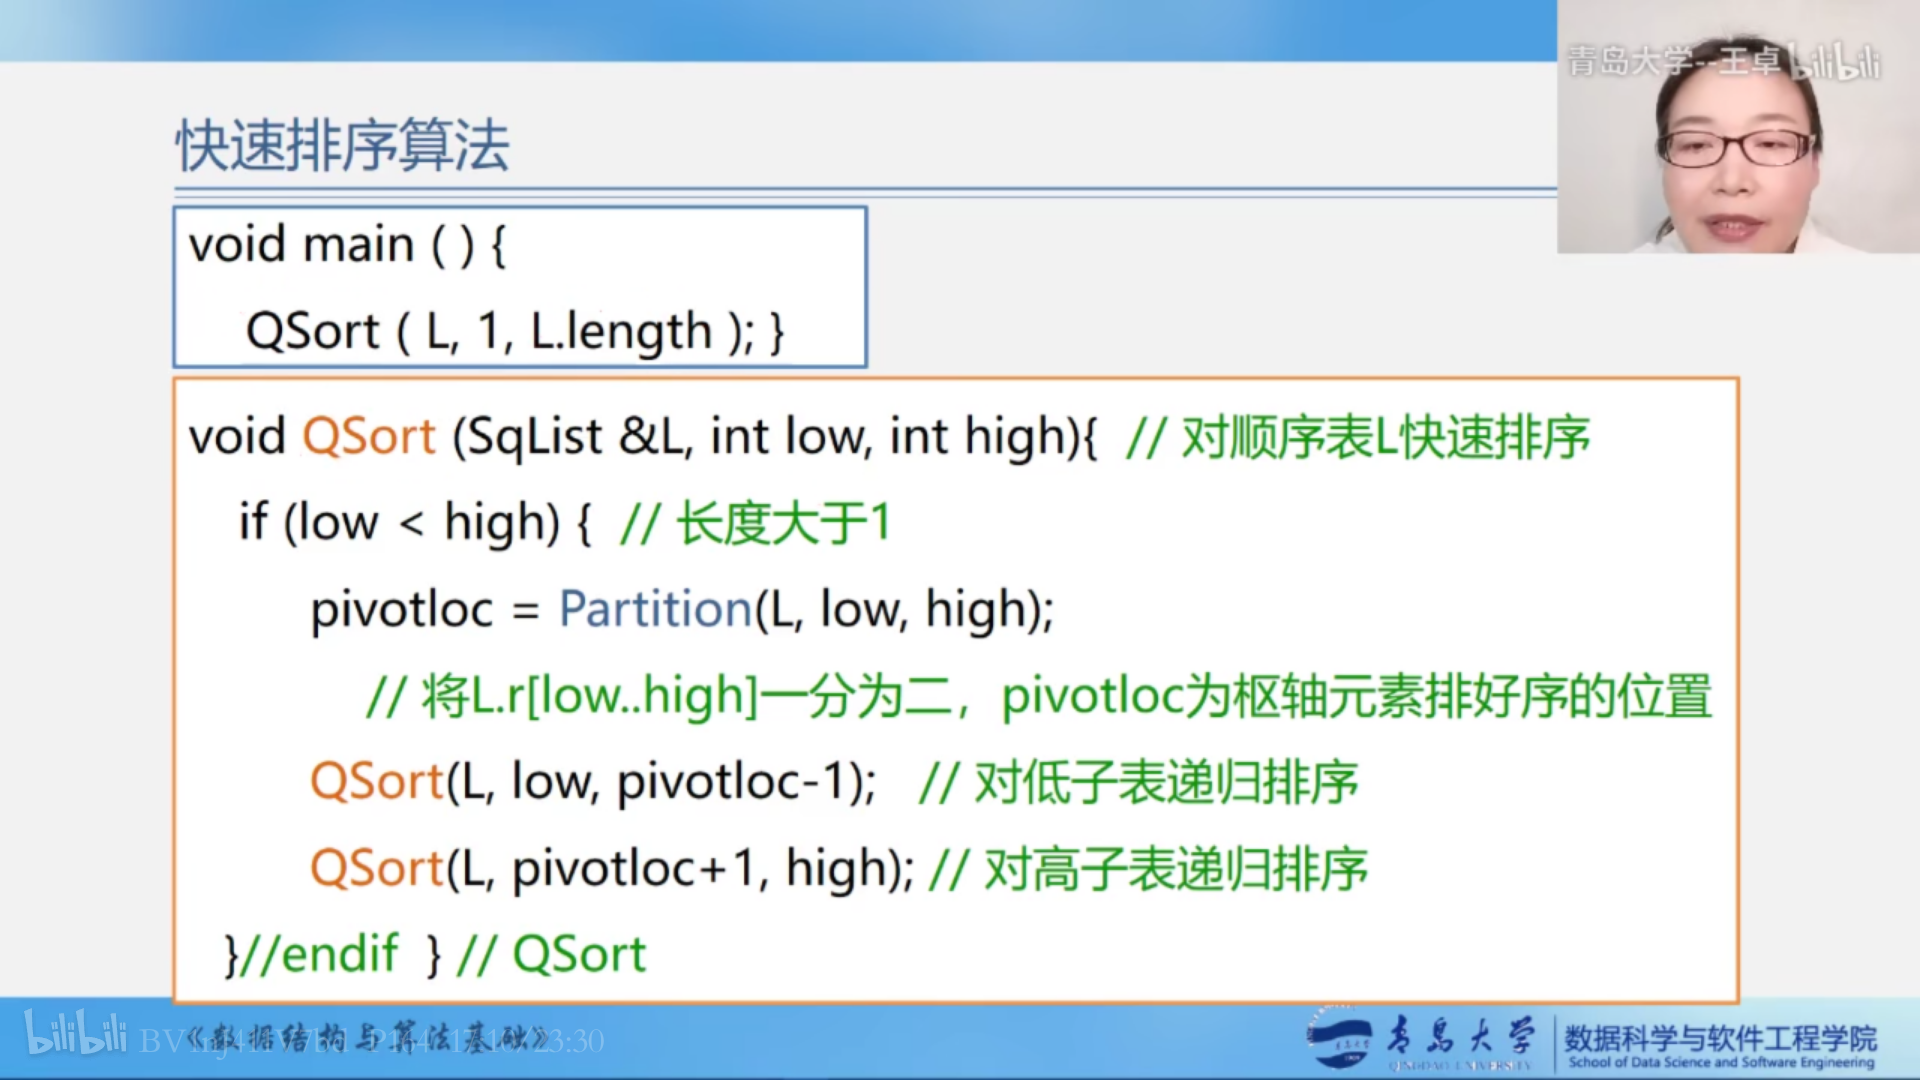 青岛大学--王卓 bilibili
快速排序算法
void main ( ) {
QSort ( L, 1, L.length ); }
void QSort (SqList &L, int low, int high){ // 对顺序表L快速排序
if (low < high) { // 长度大于1
pivotloc = Partition(L, low, high);
// 将L.r[low..high]一分为二，pivotloc为枢轴元素排好序的位置
QSort(L, low, pivotloc-1); // 对低子表递归排序
QSort(L, pivotloc+1, high); // 对高子表递归排序
}//endif } // QSort
bilibili
《数据结构与算法基础》
23:30
青岛大学
QINGDAO UNIVERSITY
数据科学与软件工程学院
School of Data Science and Software Engineering